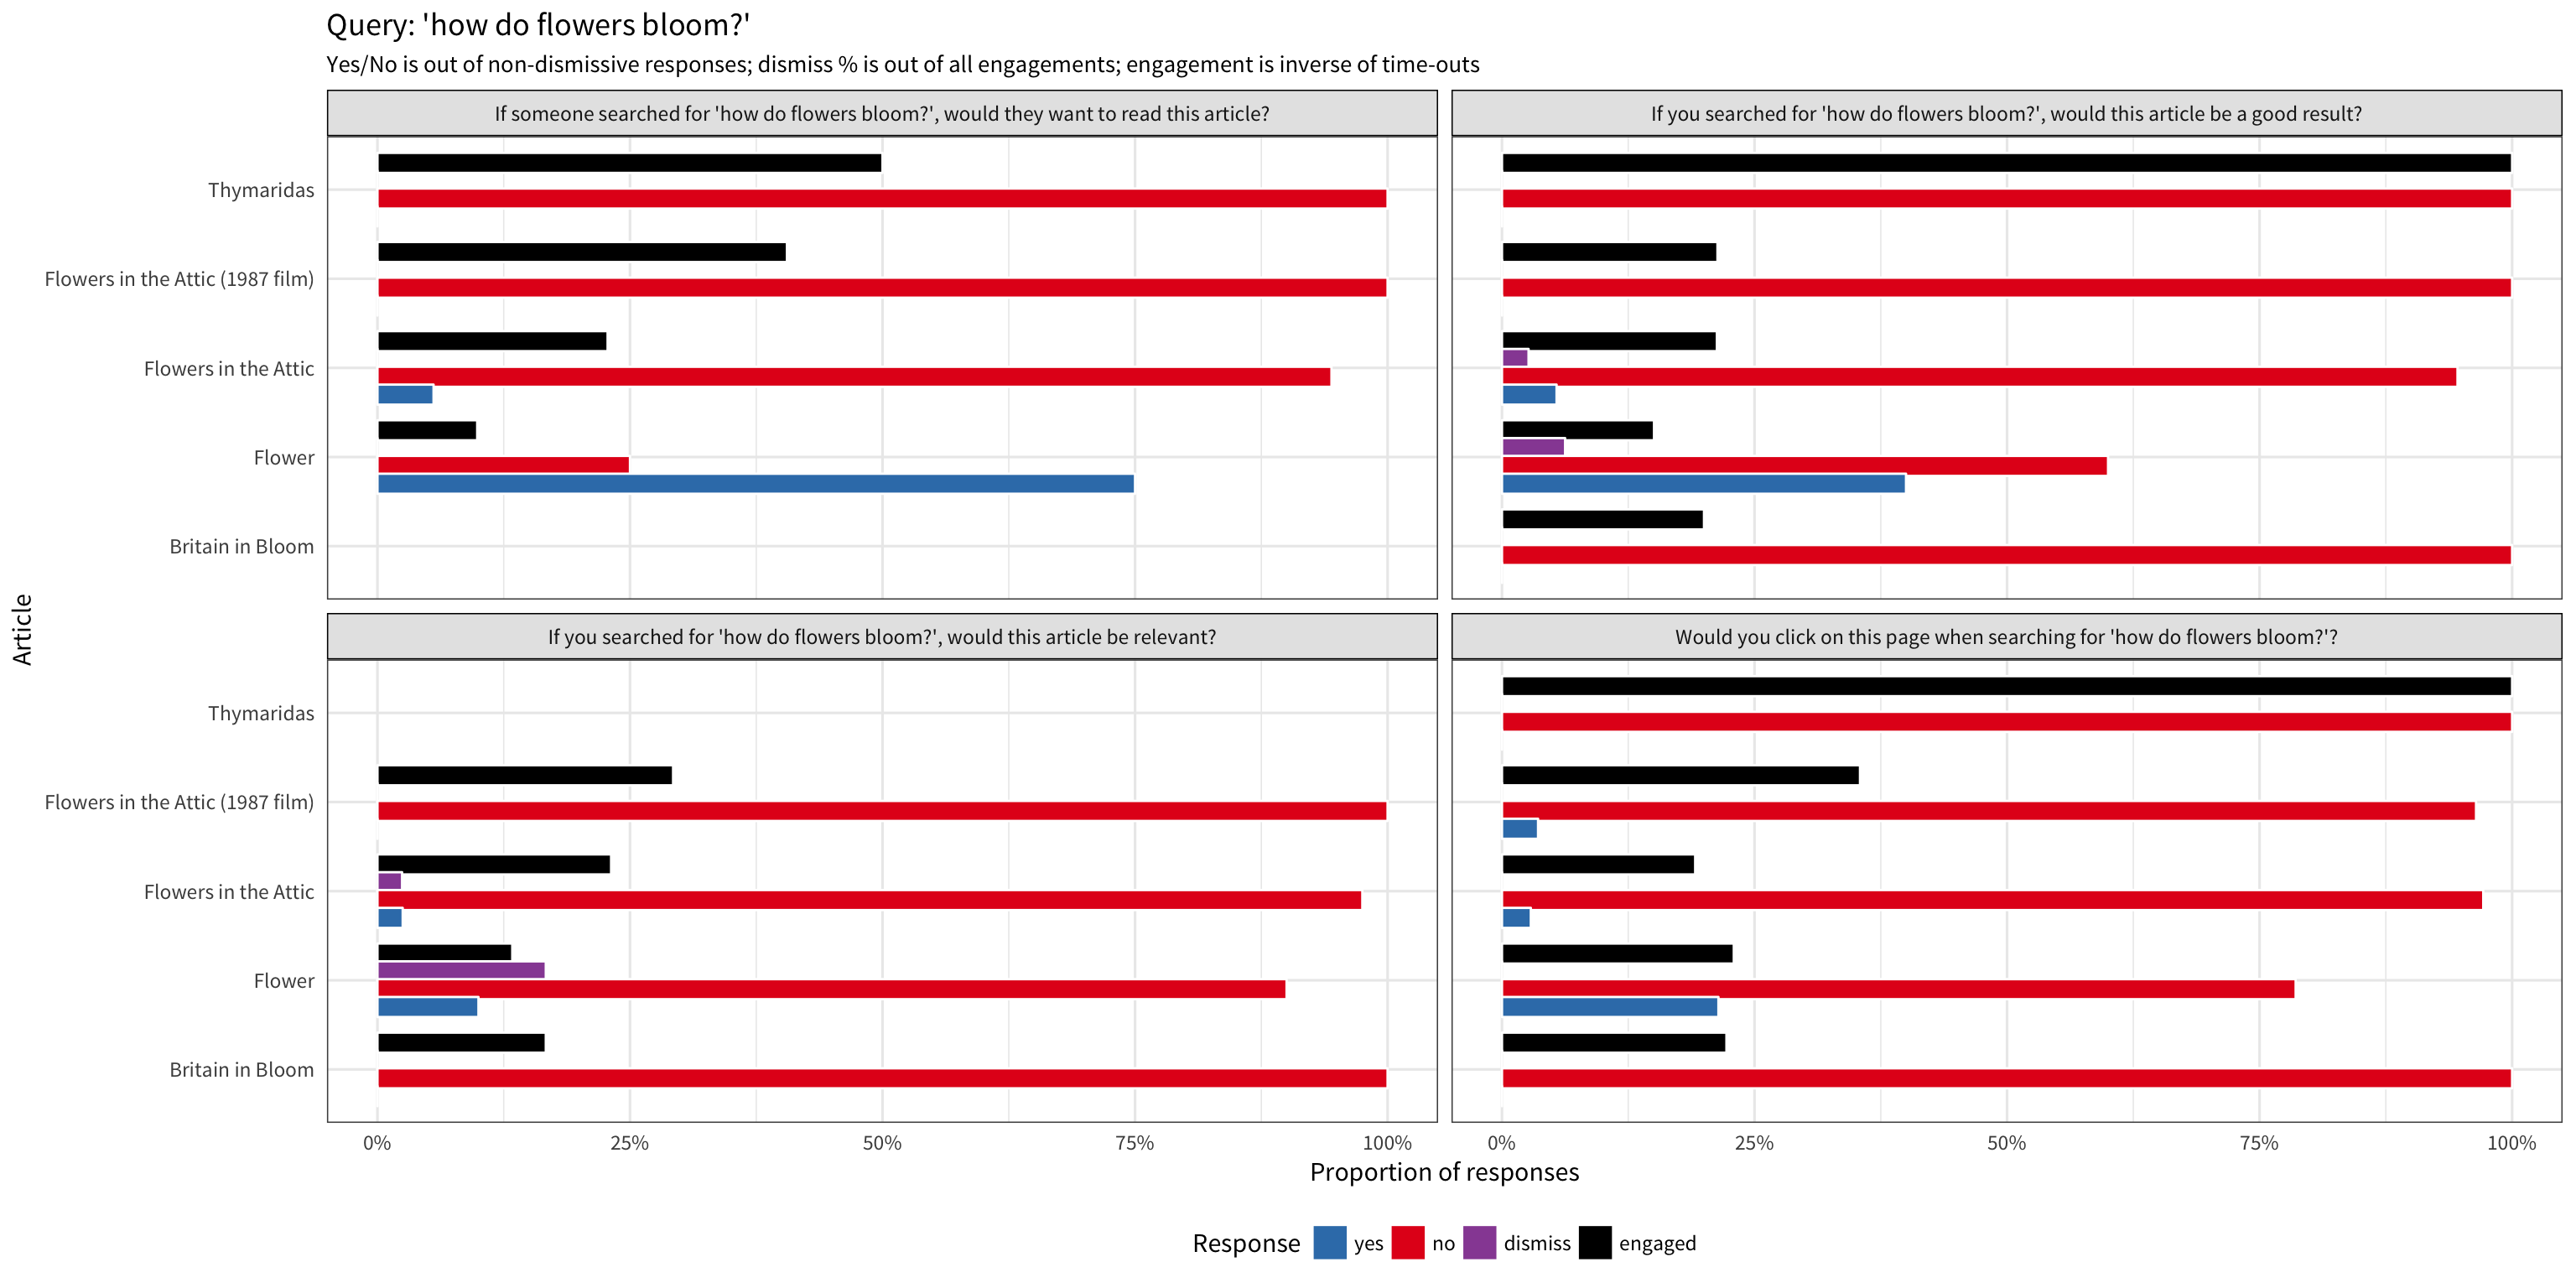 Query: 'how do flowers bloom?'
Yes/No is out of non-dismissive responses; dismiss % is out of all engagements; engagement is inverse of time-outs
If someone searched for 'how do flowers bloom?', would they want to read this article?
If you searched for 'how do flowers bloom?', would this article be a good result?
Thymaridas
Flowers in the Attic (1987 film)
Flowers in the Attic
Flower
Britain in Bloom
Article
If you searched for 'how do flowers bloom?', would this article be relevant?
Would you click on this page when searching for 'how do flowers bloom?'?
Thymaridas
Flowers in the Attic (1987 film)
Flowers in the Attic
Flower
Britain in Bloom
0% 25% 50% 75% 100% 0% 25% 50% 75% 100%
Proportion of responses
Response yes no dismiss engaged